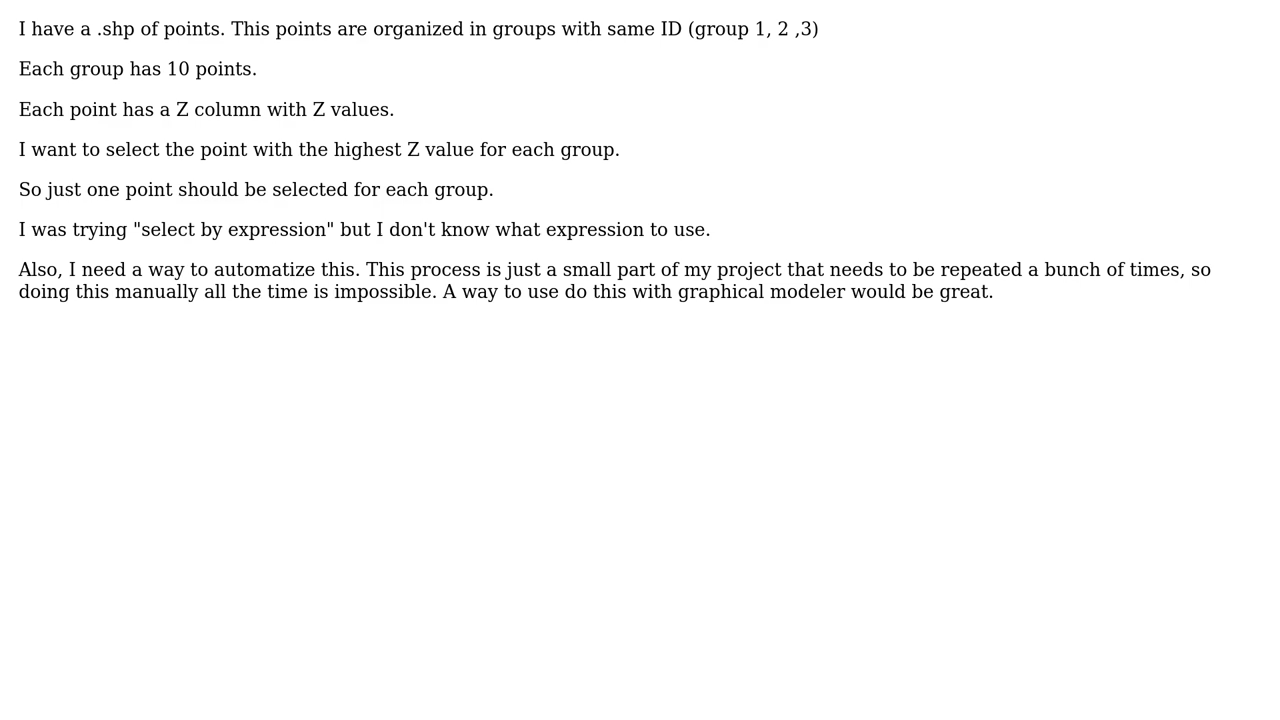 I have a .shp of points. This points are organized in groups with same ID (group 1, 2 ,3)
Each group has 10 points.
Each point has a Z column with Z values.
I want to select the point with the highest Z value for each group.
So just one point should be selected for each group.
I was trying "select by expression" but I don't know what expression to use.
Also, I need a way to automatize this. This process is just a small part of my project that needs to be repeated a bunch of times, so
doing this manually all the time is impossible. A way to use do this with graphical modeler would be great.